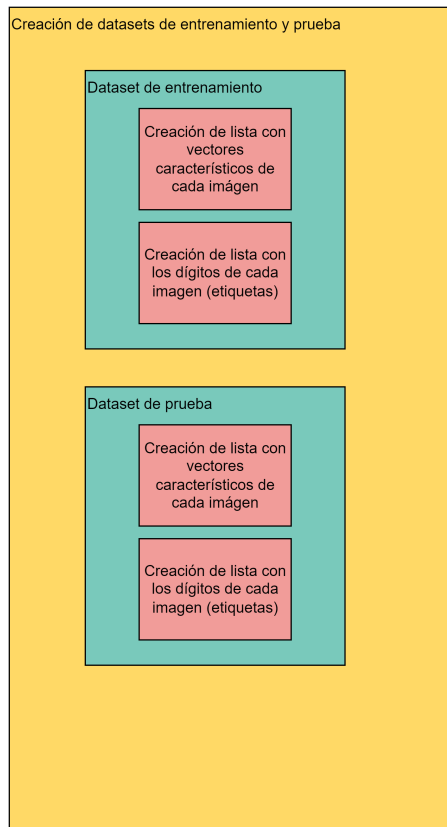 Creación de datasets de entrenamiento y prueba
Dataset de entrenamiento
Creación de lista con
vectores
característicos de
cada imágen
Creación de lista con
los dígitos de cada
imagen (etiquetas)
Dataset de prueba
Creación de lista con
vectores
característicos de
cada imágen
Creación de lista con
los dígitos de cada
imagen (etiquetas)